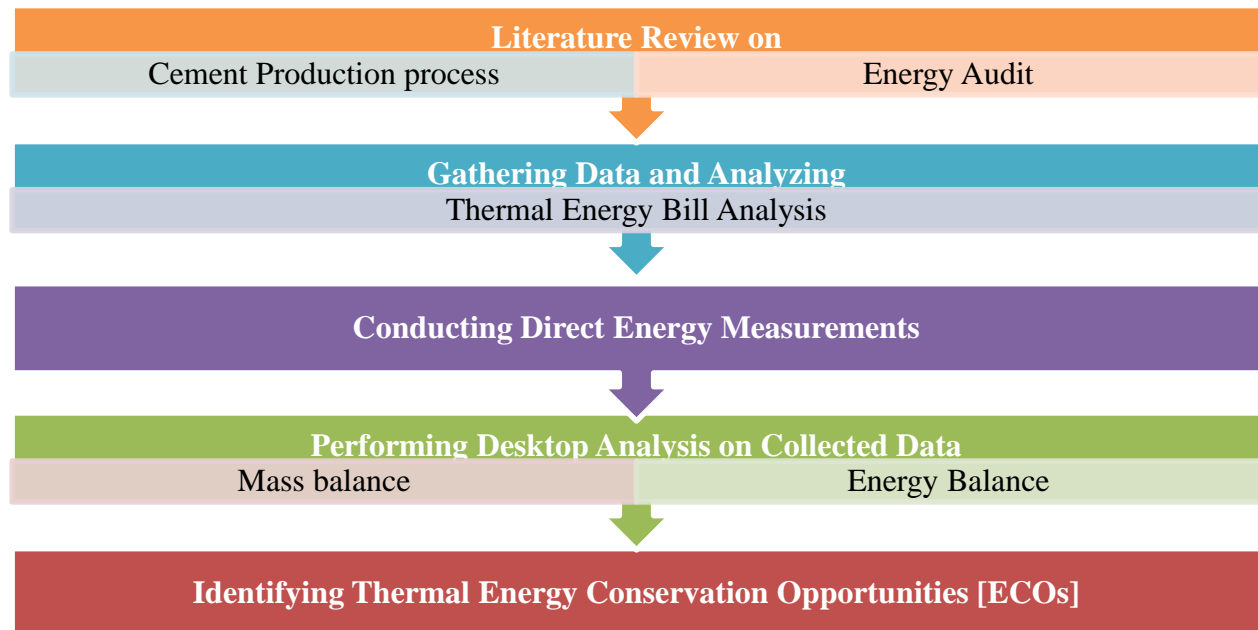 Literature Review on
Cement Production process
Energy Audit
Gathering Data and Analyzing
Thermal Energy Bill Analysis
Conducting Direct Energy Measurements
Performing Desktop Analysis on Collected Data
Mass balance
Energy Balance
Identifying Thermal Energy Conservation Opportunities [ECOs]